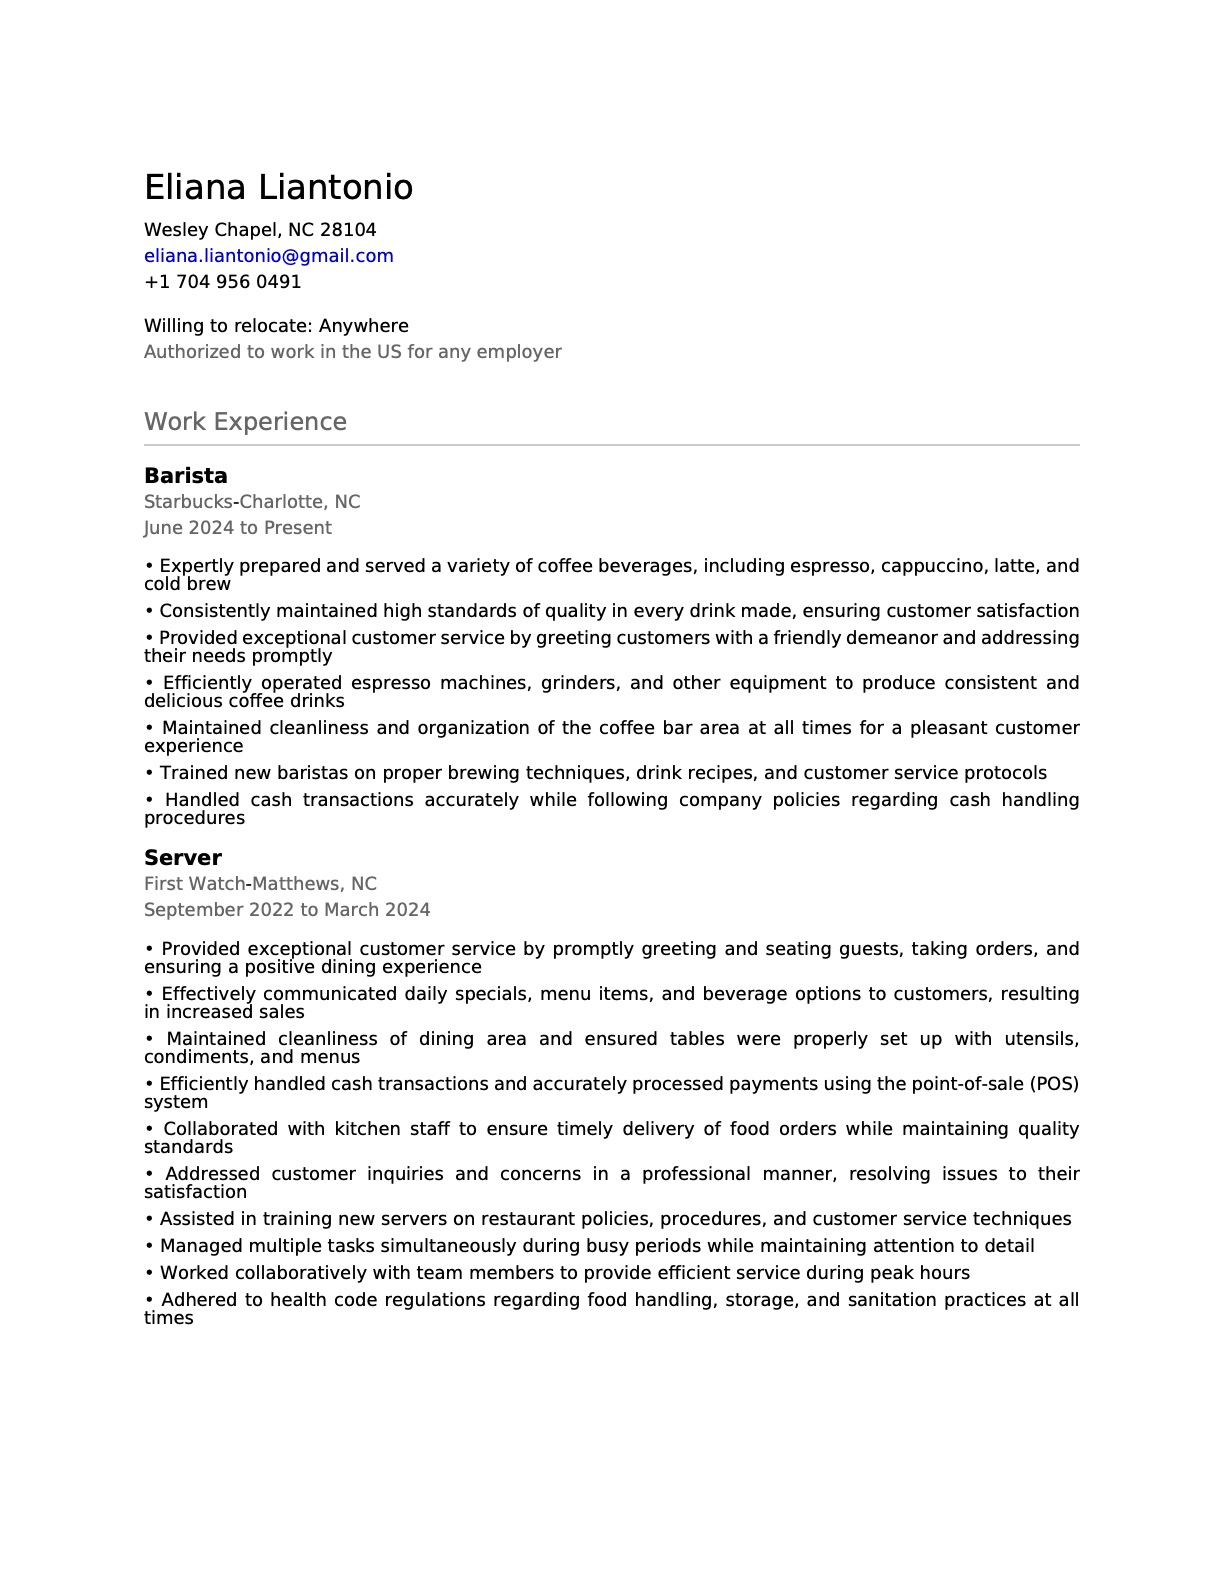 Eliana Liantonio
Wesley Chapel, NC 28104
eliana.liantonio@gmail.com
+1 704 956 0491
Willing to relocate: Anywhere
Authorized to work in the US for any employer
Work Experience
Barista
Starbucks-Charlotte, NC
June 2024 to Present
• Expertly prepared and served a variety of coffee beverages, including espresso, cappuccino, latte, and
cold brew
• Consistently maintained high standards of quality in every drink made, ensuring customer satisfaction
• Provided exceptional customer service by greeting customers with a friendly demeanor and addressing
their needs promptly
• Efficiently operated espresso machines, grinders, and other equipment to produce consistent and
delicious coffee drinks
• Maintained cleanliness and organization of the coffee bar area at all times for a pleasant customer
experience
• Trained new baristas on proper brewing techniques, drink recipes, and customer service protocols
• Handled cash transactions accurately while following company policies regarding cash handling
procedures
Server
First Watch-Matthews, NC
September 2022 to March 2024
• Provided exceptional customer service by promptly greeting and seating guests, taking orders, and
ensuring a positive dining experience
• Effectively communicated daily specials, menu items, and beverage options to customers, resulting
in increased sales
• Maintained cleanliness of dining area and ensured tables were properly set up with utensils,
condiments, and menus
• Efficiently handled cash transactions and accurately processed payments using the point-of-sale (POS)
system
• Collaborated with kitchen staff to ensure timely delivery of food orders while maintaining quality
standards
• Addressed customer inquiries and concerns in a professional manner, resolving issues to their
satisfaction
• Assisted in training new servers on restaurant policies, procedures, and customer service techniques
• Managed multiple tasks simultaneously during busy periods while maintaining attention to detail
• Worked collaboratively with team members to provide efficient service during peak hours
• Adhered to health code regulations regarding food handling, storage, and sanitation practices at all
times